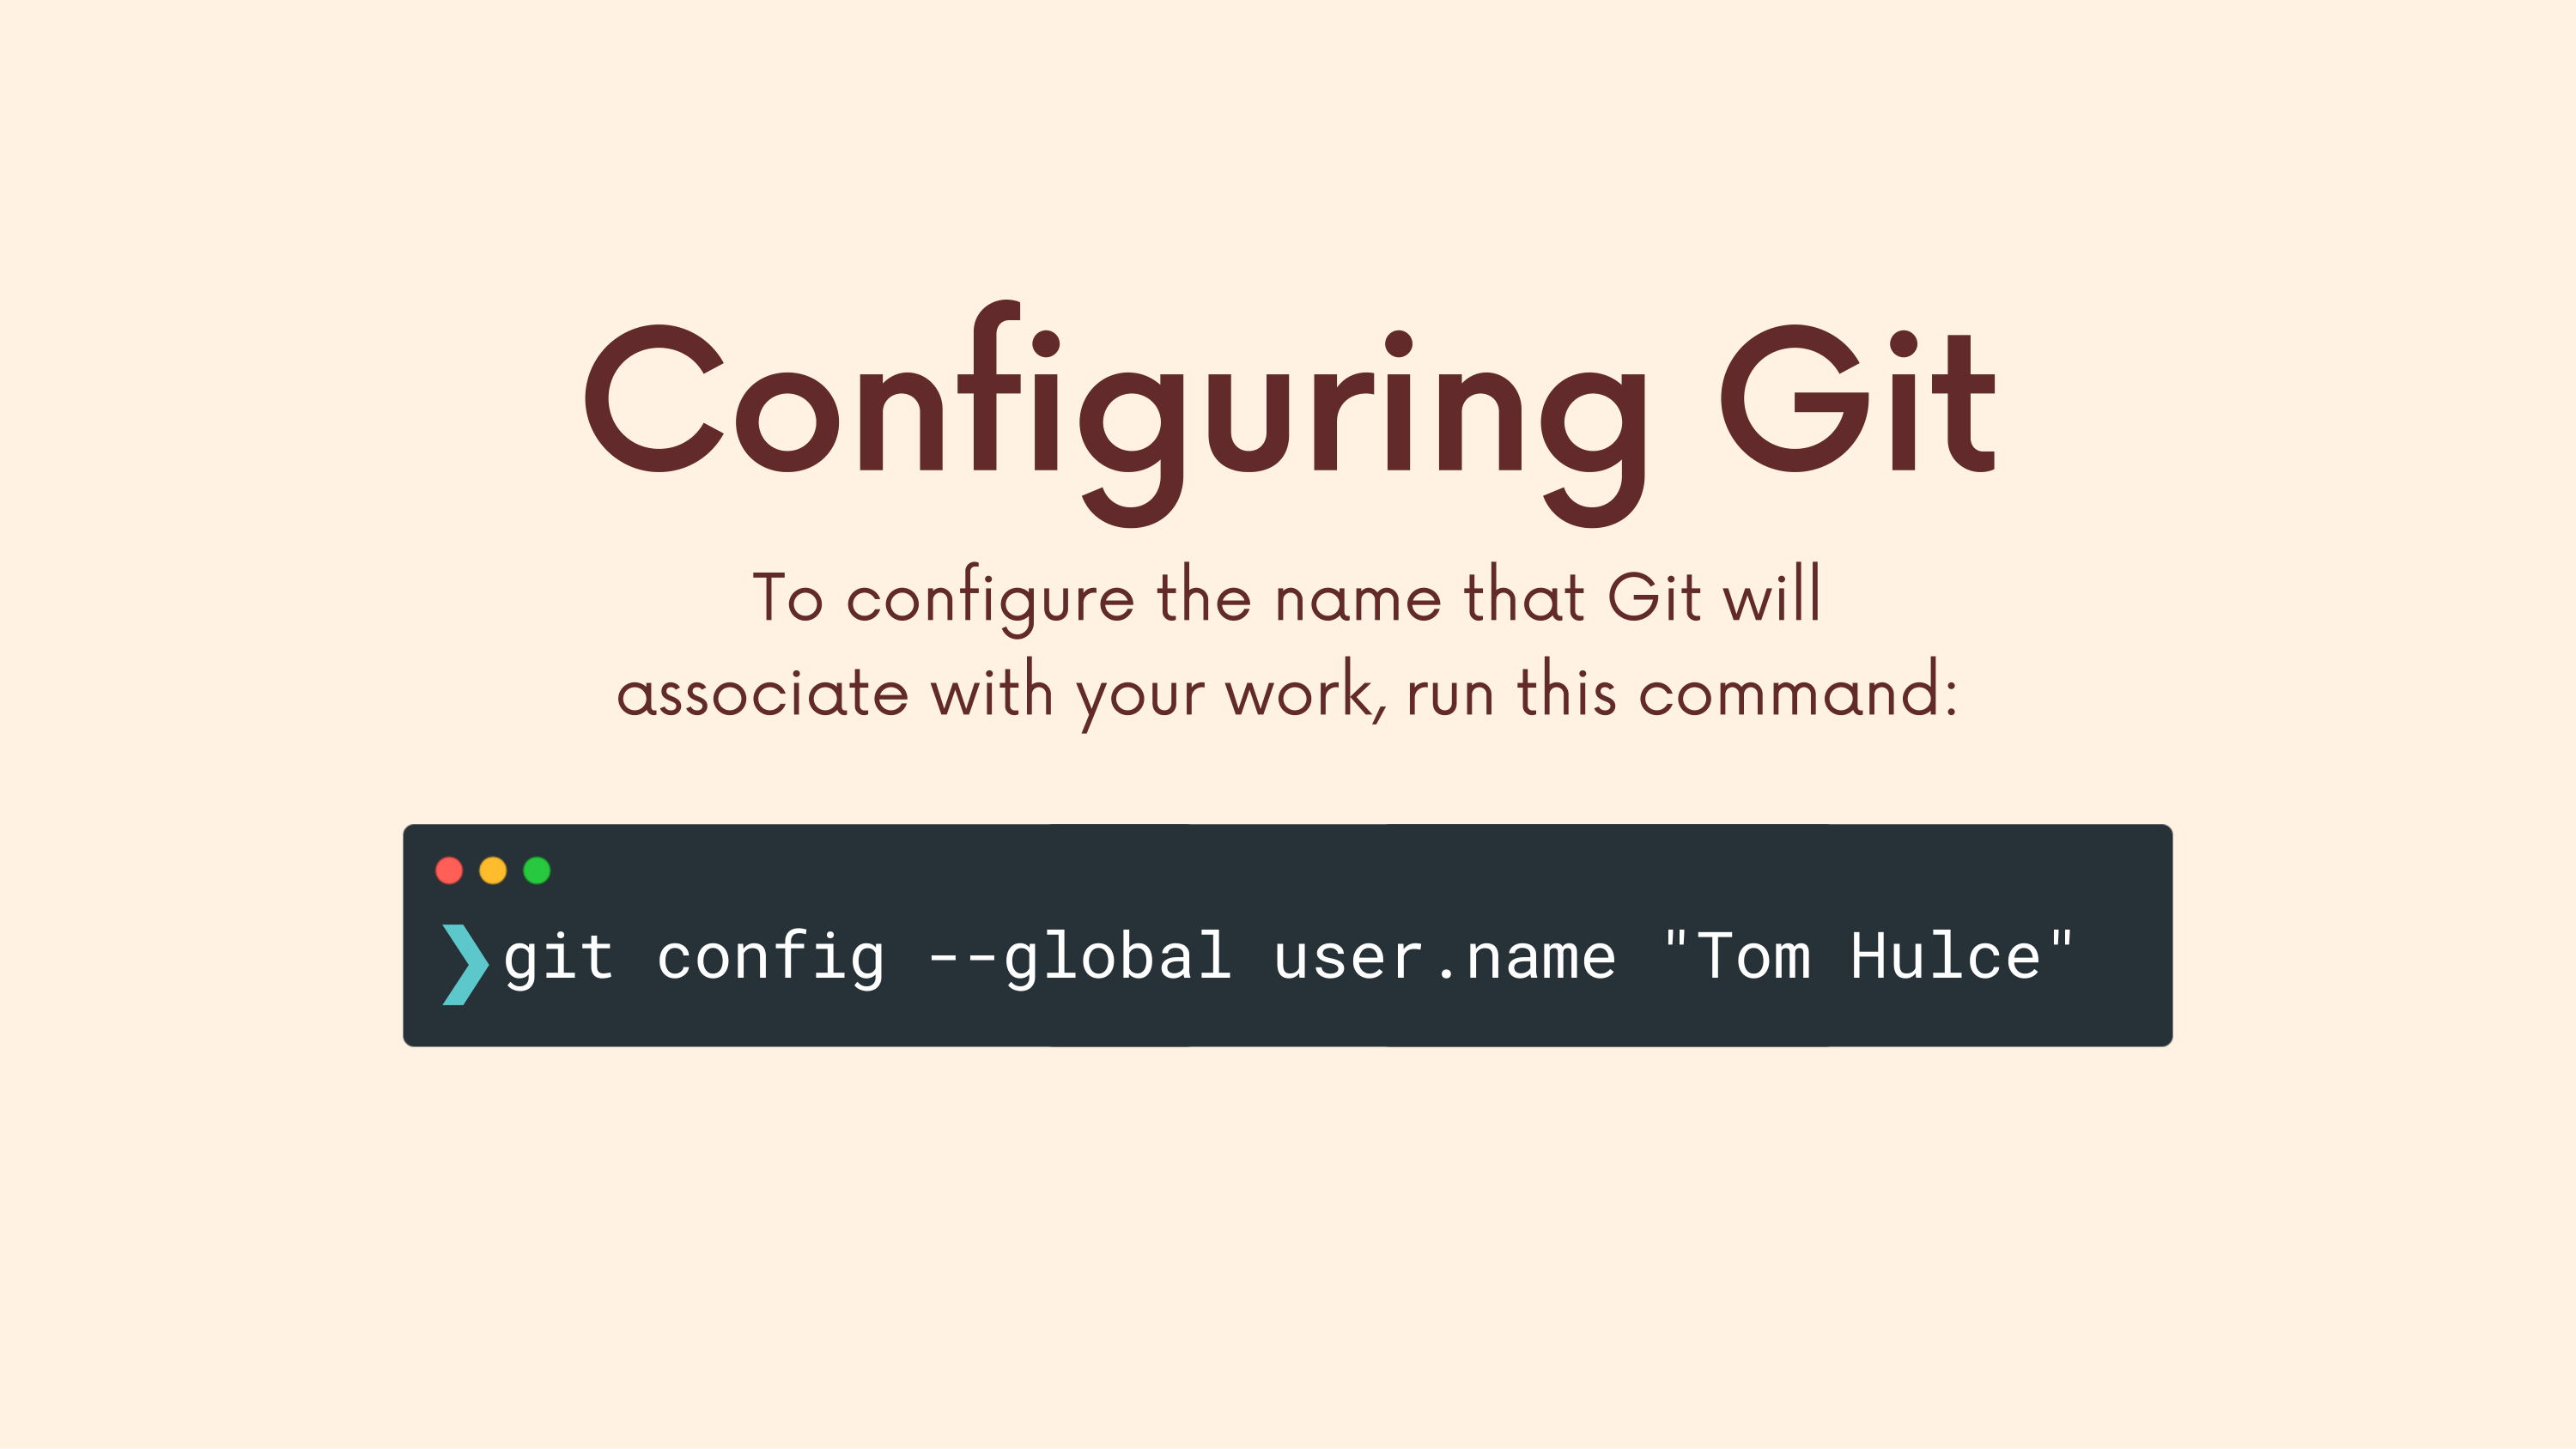 Configuring Git
To configure the name that Git will
associate with your work, run this command:
❯git config --global user.name "Tom Hulce"